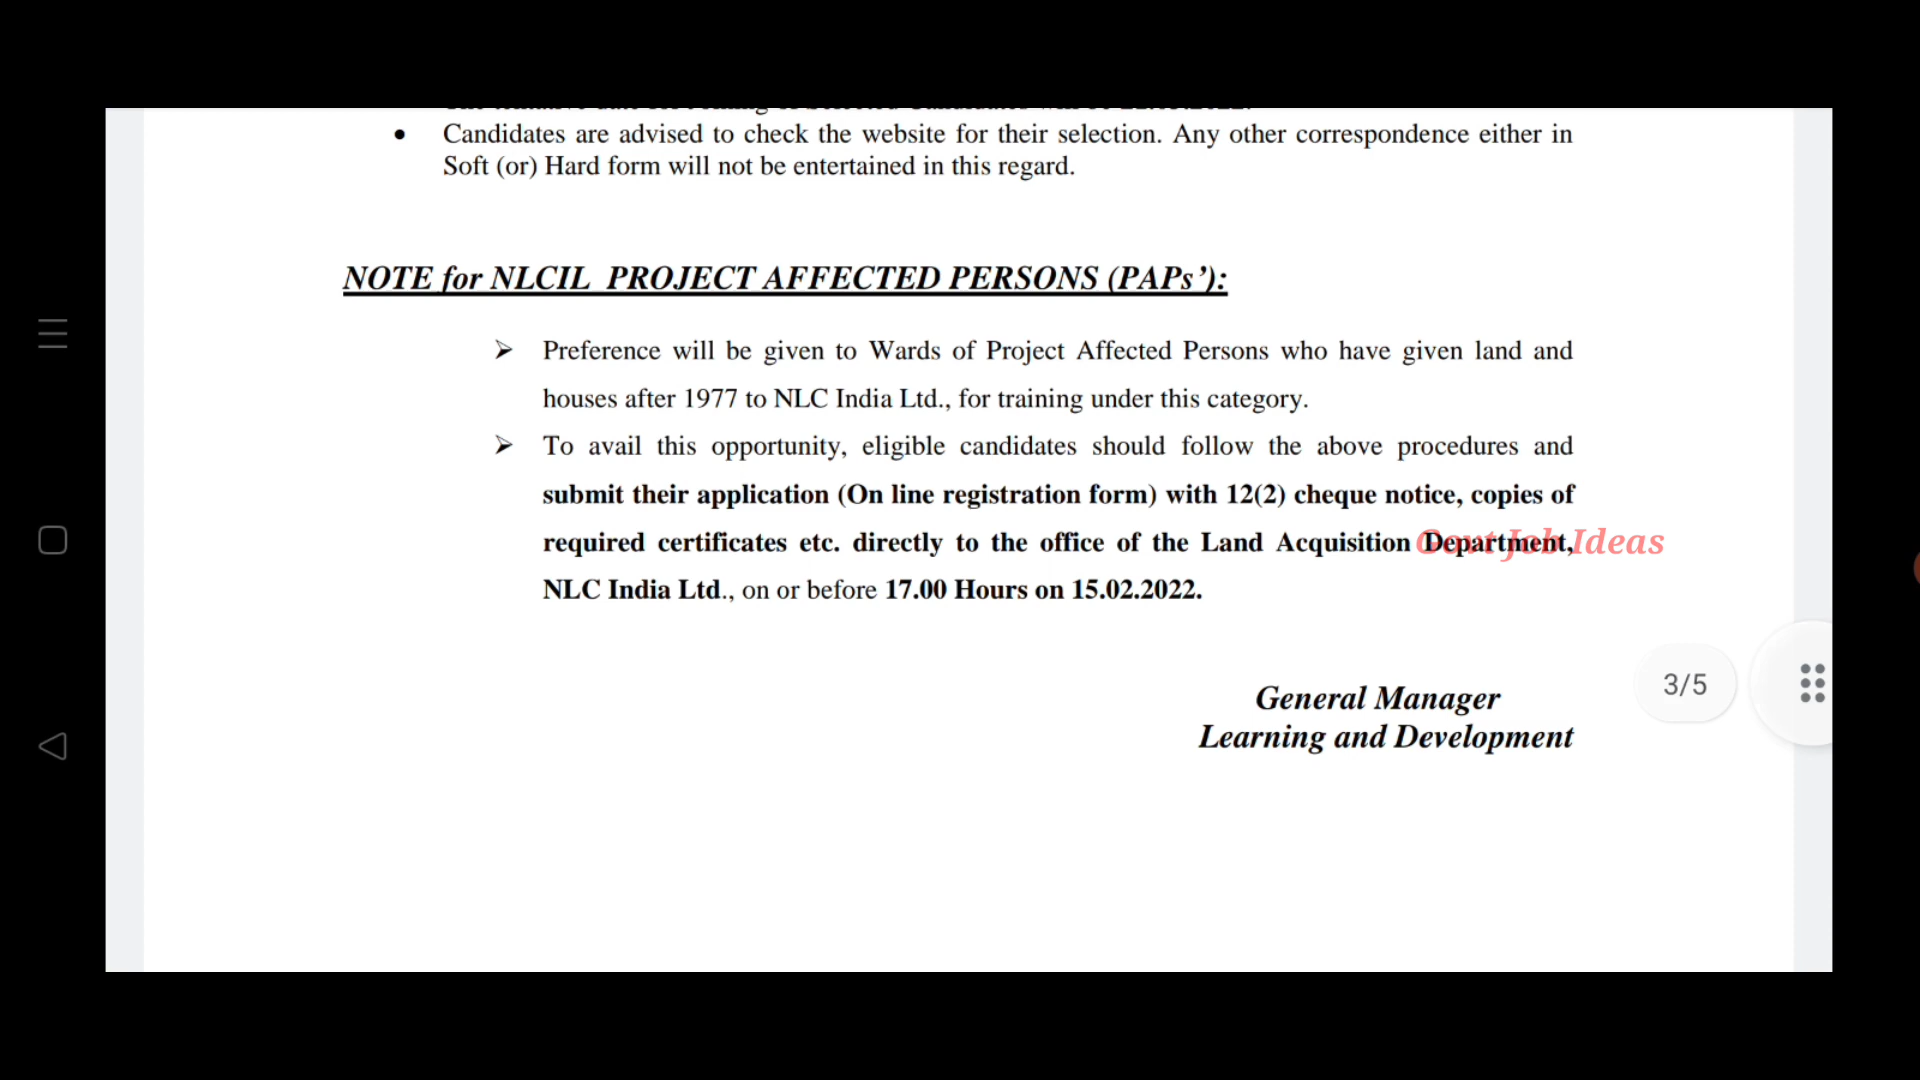 • Candidates are advised to check the website for their selection. Any other correspondence either in
Soft (or) Hard form will not be entertained in this regard.
NOTE for NLCIL PROJECT AFFECTED PERSONS (PAPs’):
➢ Preference will be given to Wards of Project Affected Persons who have given land and
houses after 1977 to NLC India Ltd., for training under this category.
➢ To avail this opportunity, eligible candidates should follow the above procedures and
submit their application (On line registration form) with 12(2) cheque notice, copies of
required certificates etc. directly to the office of the Land Acquisition Department,
Govt Job Ideas
NLC India Ltd., on or before 17.00 Hours on 15.02.2022.
3/5
General Manager
Learning and Development